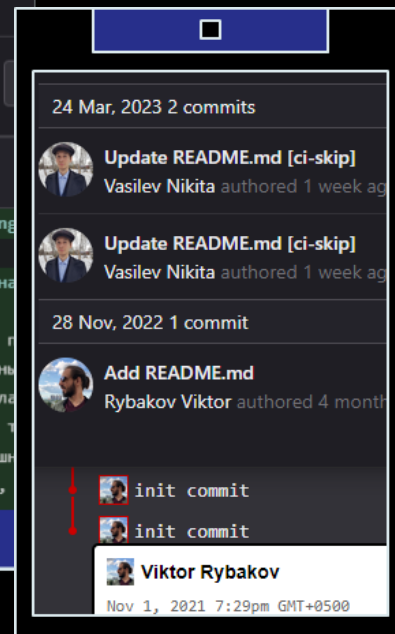 24 Mar, 2023 2 commits
Update README.md [ci-skip]
Vasilev Nikita authored 1 week ag
Update README.md [ci-skip]
Vasilev Nikita authored 1 week ag
28 Nov, 2022 1 commit
Add README.md
Rybakov Viktor authored 4 month
init commit
init commit
Viktor Rybakov
Nov 1, 2021 7:29pm GMT+0500